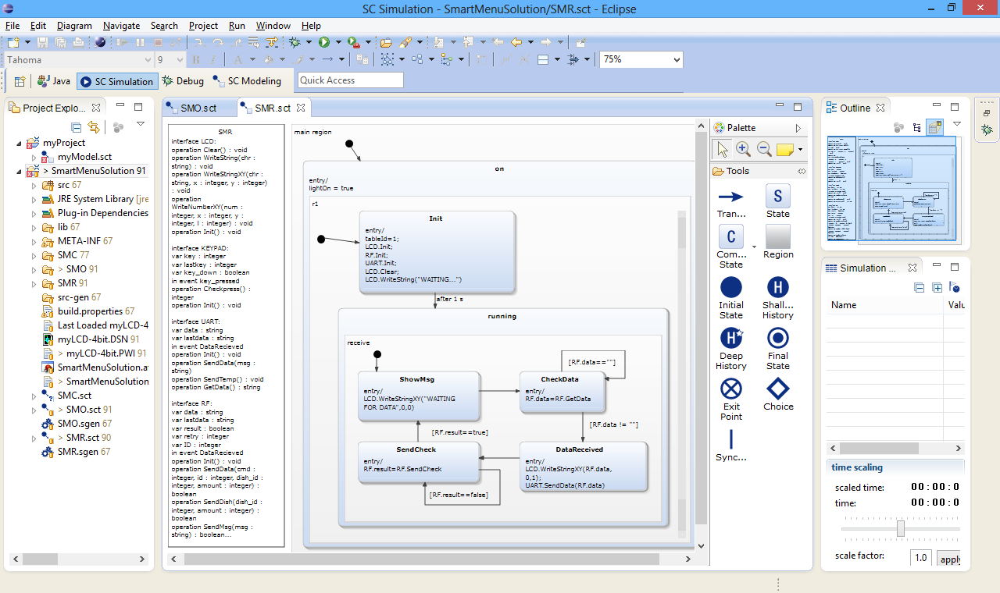 SC Simulation - SmartMenuSolution/SMR.sct - Eclipse
File Edit Diagram Navigate Search Project Run Window Help
Tahoma 9 75%
Java SC Simulation Debug SC Modeling Quick Access
Project Explo...
myProject
myModel.sct
> SmartMenuSolution 91
src 67
JRE System Library [jre
Plug-in Dependencies
lib 67
META-INF 67
SMC 77
> SMO 91
SMR 91
src-gen 67
build.properties 67
Last Loaded myLCD-4
myLCD-4bit.DSN 91
> myLCD-4bit.PWI 91
SmartMenuSolution.a
> SmartMenuSolution
SMC.sct
> SMO.sct 91
SMO.sgen 67
> SMR.sct 90
SMR.sgen 67
SMO.sct SMR.sct
SMR
interface LCD:
operation Clear() : void
operation WriteString(chr :
string) : void
operation WriteStringXY(chr :
string, x : integer, y : integer)
: void
operation
WriteNumberXY(num :
integer, x : integer, y :
integer, l : integer) : void
operation Init() : void
interface KEYPAD:
var key : integer
var lastkey : integer
var key_down : boolean
in event key_pressed
operation Checkpress() :
integer
operation Init() : void
interface UART:
var data : string
var lastdata : string
in event DataRecieved
operation Init() : void
operation SendData(msg :
string)
operation SendTemp() : void
operation GetData() : string
interface RF:
var data : string
var lastdata : string
var result : boolean
var retry : integer
var ID : integer
in event DataRecieved
operation Init() : void
operation SendData(cmd :
integer, id : integer, dish_id :
integer, amount : integer) :
boolean
operation SendDish(dish_id :
integer, amount : integer) :
boolean
operation SendMsg(msg :
string) : boolean...
main region
on
entry/
lightOn = true
r1
Init
entry/
tableId=1;
LCD.Init;
RF.Init;
UART.Init;
LCD.Clear;
LCD.WriteString("WAITING...")
after 1 s
running
receive
ShowMsg
entry/
LCD.WriteStringXY("WAITING
FOR DATA",0,0)
[RF.data==""]
CheckData
entry/
RF.data=RF.GetData
[RF.data != ""]
[RF.result==true]
SendCheck
entry/
RF.result=RF.SendCheck
[RF.result==false]
DataReceived
entry/
LCD.WriteStringXY(RF.data,
0,1);
UART.SendData(RF.data)
Palette
Tools
Tran... State
Com... State Region
Initial State Shall... History
Deep History Final State
Exit Point Choice
Sync...
Outline
Simulation ...
Name Valu
time scaling
scaled time: 00:00:0
time: 00:00:0
scale factor: 1.0 apply